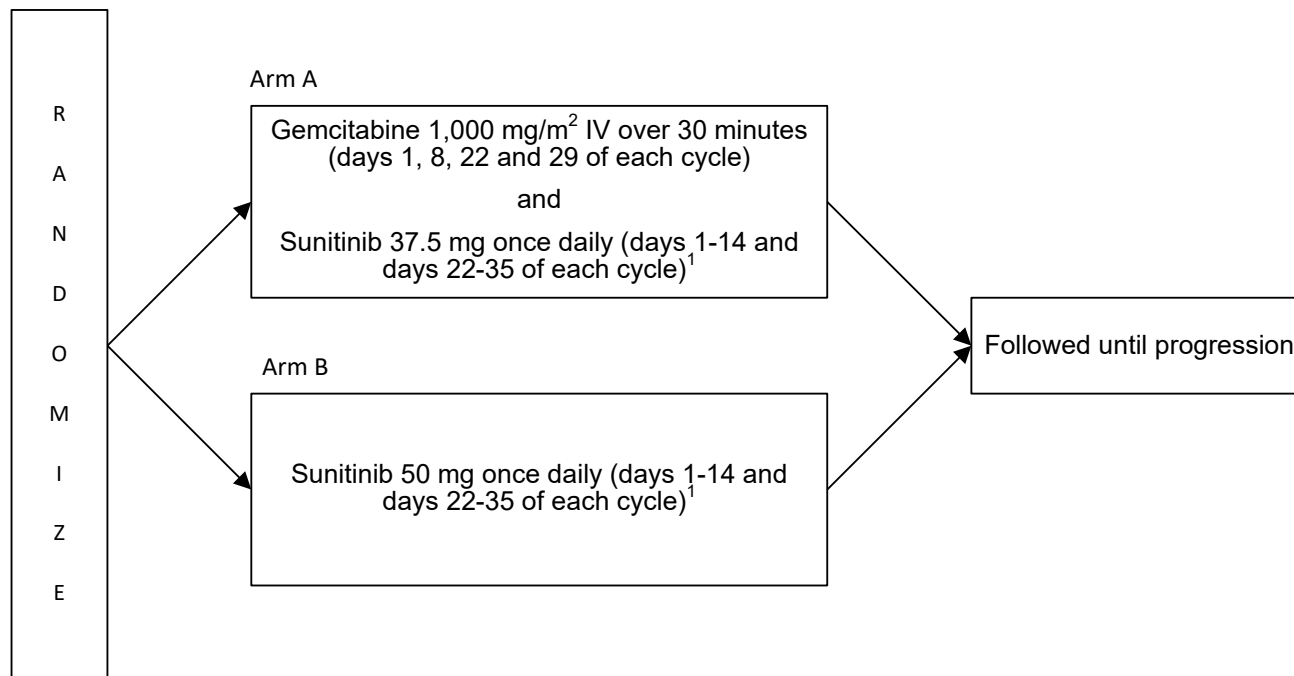 R
A
N
D
O
M
I
Z
E
Arm A
Gemcitabine 1,000 mg/m² IV over 30 minutes
(days 1, 8, 22 and 29 of each cycle)
and
Sunitinib 37.5 mg once daily (days 1-14 and
days 22-35 of each cycle)¹
Arm B
Sunitinib 50 mg once daily (days 1-14 and
days 22-35 of each cycle)¹
Followed until progression